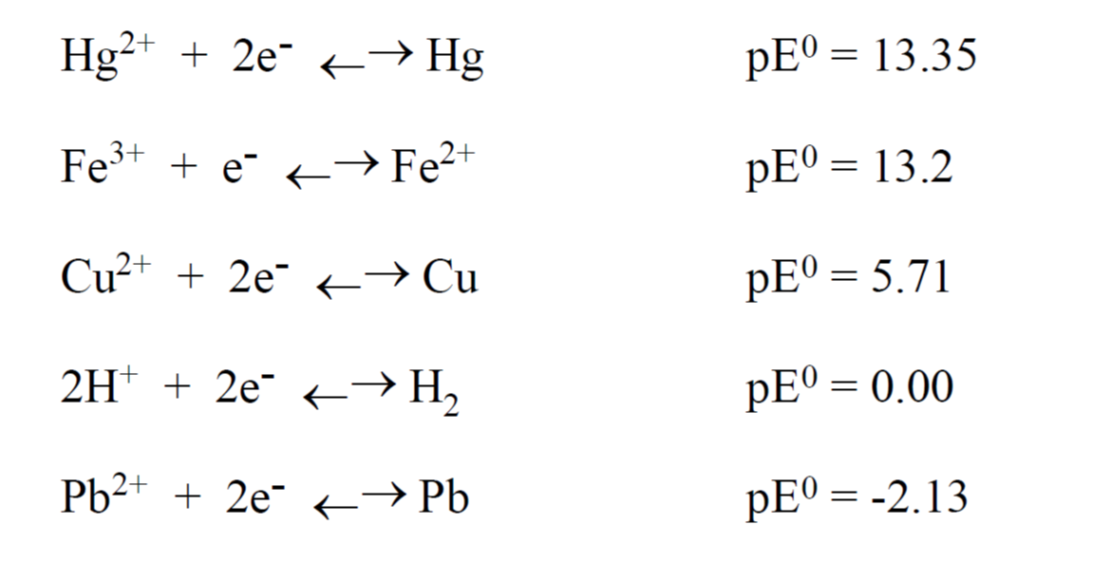 Hg²⁺ + 2e⁻ ←→ Hg pE⁰ = 13.35
Fe³⁺ + e⁻ ←→ Fe²⁺ pE⁰ = 13.2
Cu²⁺ + 2e⁻ ←→ Cu pE⁰ = 5.71
2H⁺ + 2e⁻ ←→ H₂ pE⁰ = 0.00
Pb²⁺ + 2e⁻ ←→ Pb pE⁰ = -2.13